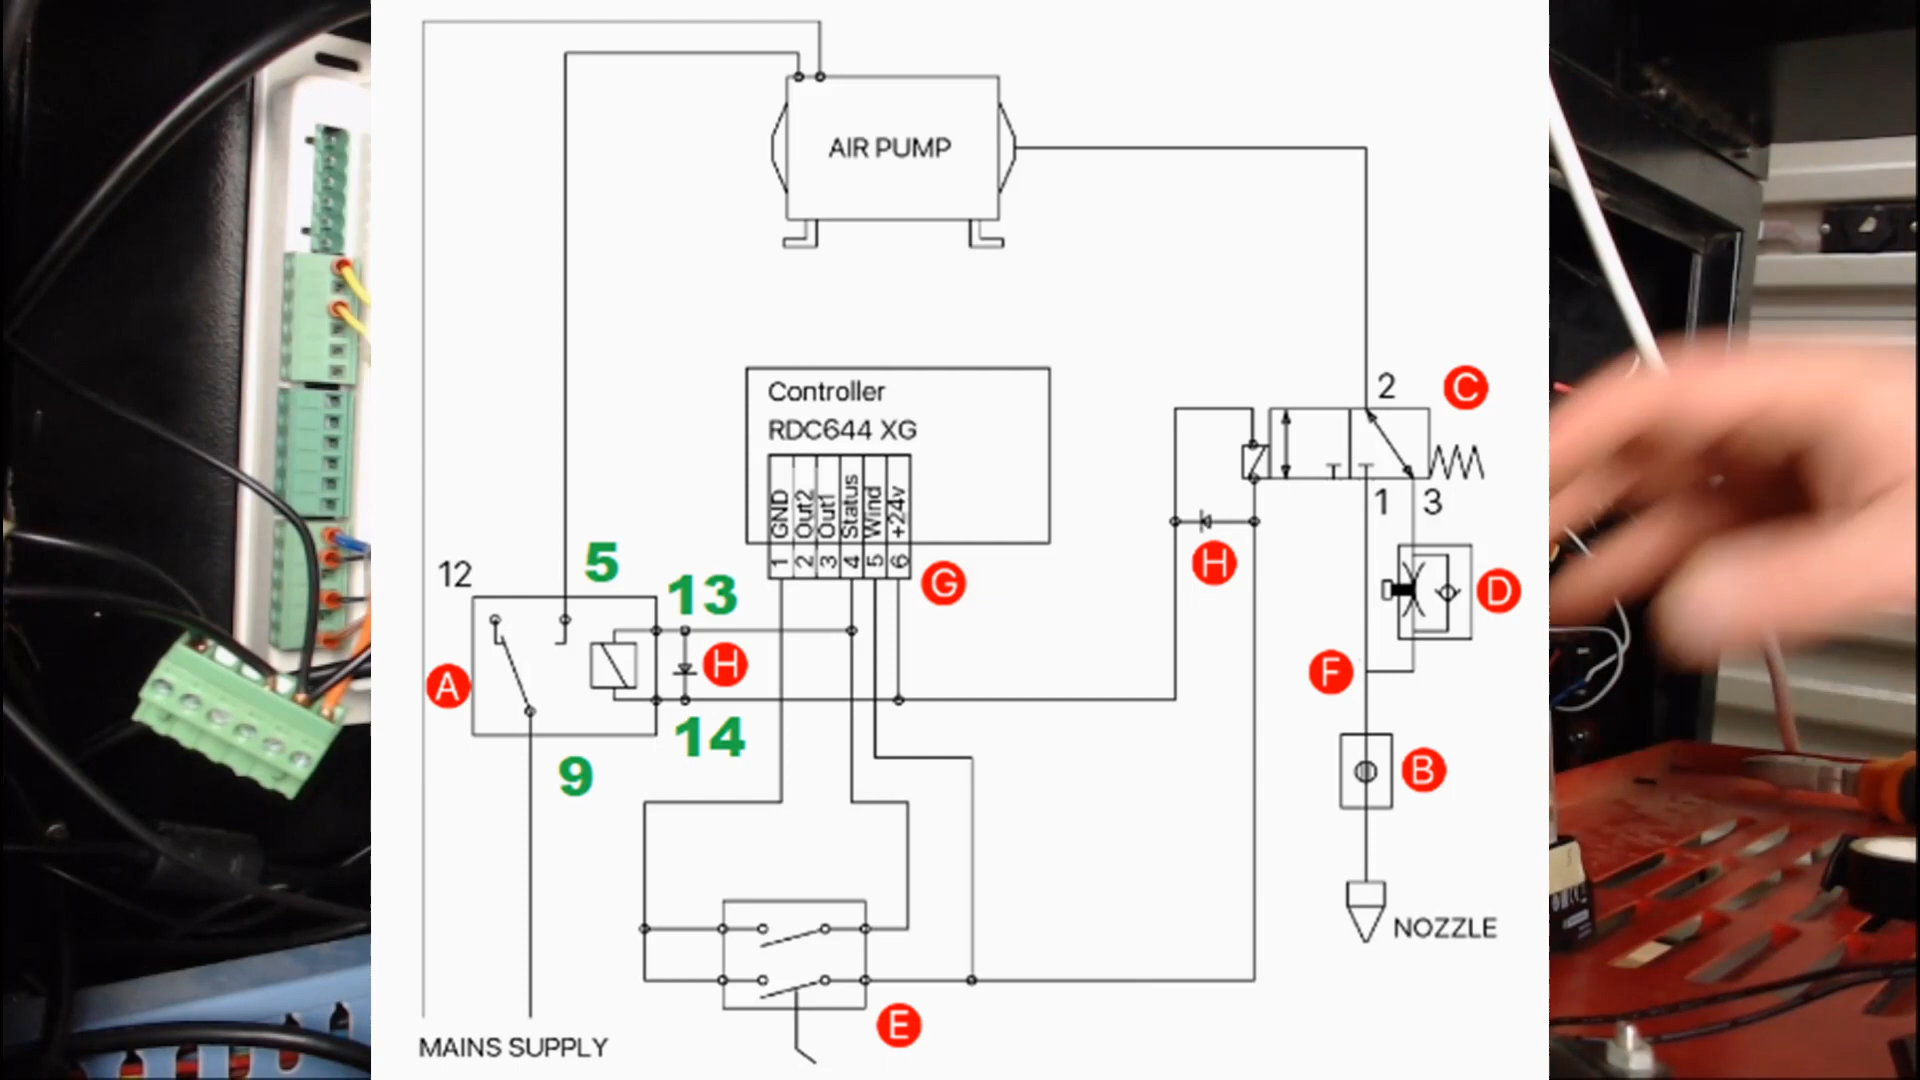 AIR PUMP
Controller
RDC644 XG
GND
Out2
Out1
Status
Wind
+24v
1 2 3 4 5 6
G
2
C
1
3
H
D
12
5
13
H
A
14
9
F
B
NOZZLE
E
MAINS SUPPLY